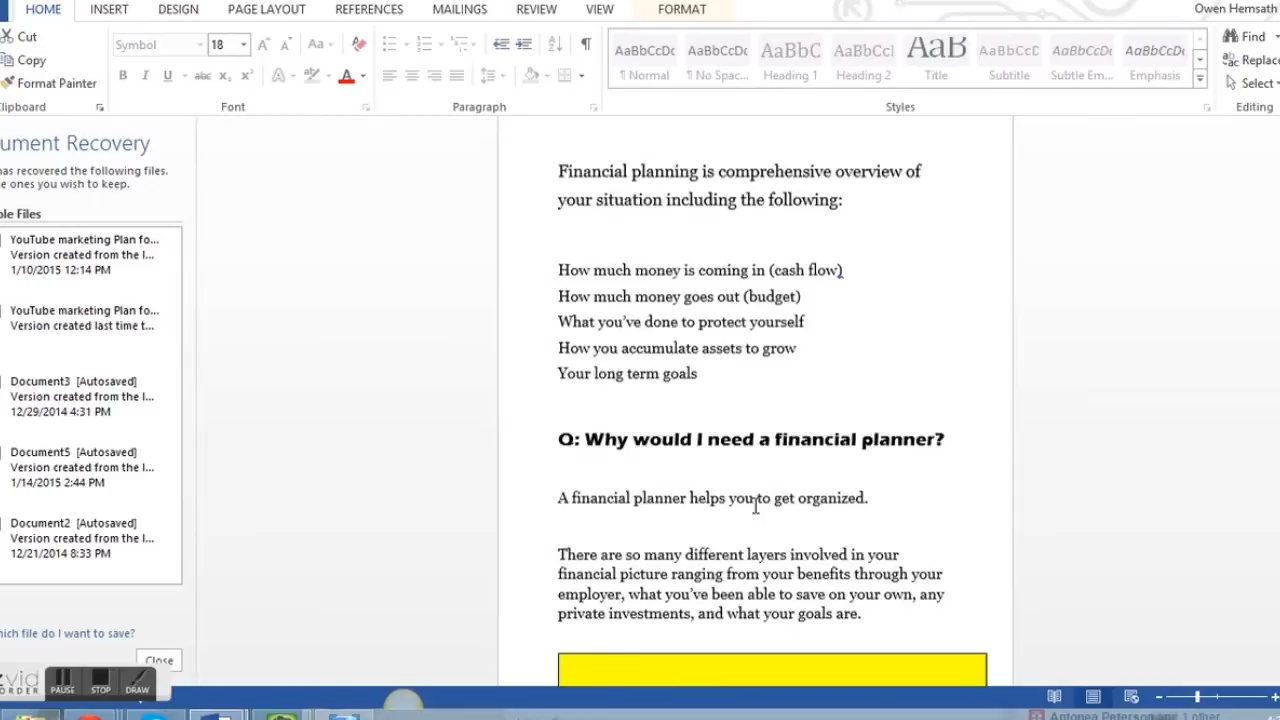 HOME INSERT DESIGN PAGE LAYOUT REFERENCES MAILINGS REVIEW VIEW FORMAT Owen Hemsath
Cut
Copy
Format Painter
Symbol 18
Aa
AaBbCcDc AaBbCcDc AaBbC AaBbCcI AaB AaBbCcD AaBbCcDc AaBbCcDc
¶ Normal ¶ No Spac... Heading Heading 2 Title Subtitle Subtl
Find
Replace
Select
Font Paragraph Styles Editing
ument Recovery
has recovered the following files.
e ones you wish to keep.
le Files
YouTube marketing Plan fo...
Version created from the l...
1/10/2015 12:14 PM
YouTube marketing Plan fo...
Version created last time t...
Document3 [Autosaved]
Version created from the l...
12/29/2014 4:31 PM
Document5 [Autosaved]
Version created from the l...
1/14/2015 2:44 PM
Document2 [Autosaved]
Version created from the l...
12/21/2014 8:33 PM
hich file do I want to save?
Close
Financial planning is comprehensive overview of
your situation including the following:
How much money is coming in (cash flow)
How much money goes out (budget)
What you've done to protect yourself
How you accumulate assets to grow
Your long term goals
Q: Why would I need a financial planner?
A financial planner helps you to get organized.
There are so many different layers involved in your
financial picture ranging from your benefits through your
employer, what you've been able to save on your own, any
private investments, and what your goals are.
PAUSE STOP DRAW